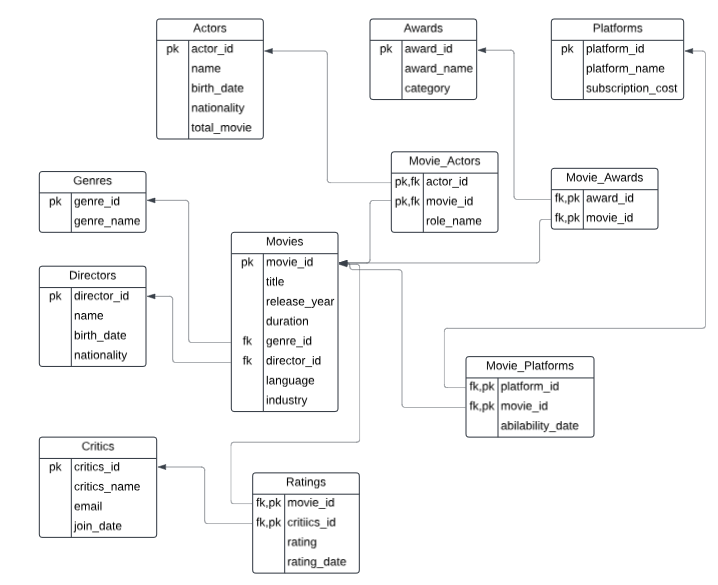 Actors
pk actor_id
name
birth_date
nationality
total_movie
Awards
pk award_id
award_name
category
Platforms
pk platform_id
platform_name
subscription_cost
Movie_Actors
pk,fk actor_id
pk,fk movie_id
role_name
Movie_Awards
fk,pk award_id
fk,pk movie_id
Genres
pk genre_id
genre_name
Movies
pk movie_id
title
release_year
duration
fk genre_id
fk director_id
language
industry
Directors
pk director_id
name
birth_date
nationality
Movie_Platforms
fk,pk platform_id
fk,pk movie_id
abilability_date
Critics
pk critics_id
critics_name
email
join_date
Ratings
fk,pk movie_id
fk,pk critiics_id
rating
rating_date